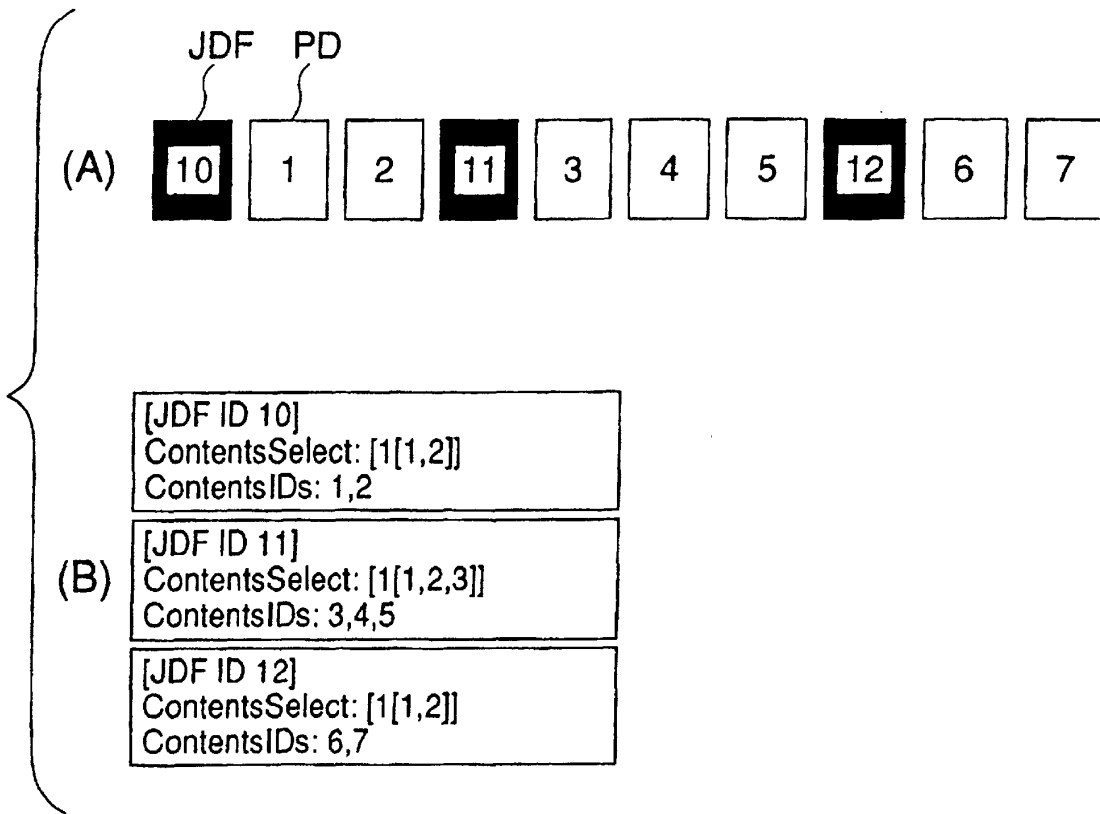 JDF PD
(A) 10 1 2 11 3 4 5 12 6 7
(B)
[JDF ID 10]
ContentsSelect: [1[1,2]]
ContentsIDs: 1,2
[JDF ID 11]
ContentsSelect: [1[1,2,3]]
ContentsIDs: 3,4,5
[JDF ID 12]
ContentsSelect: [1[1,2]]
ContentsIDs: 6,7